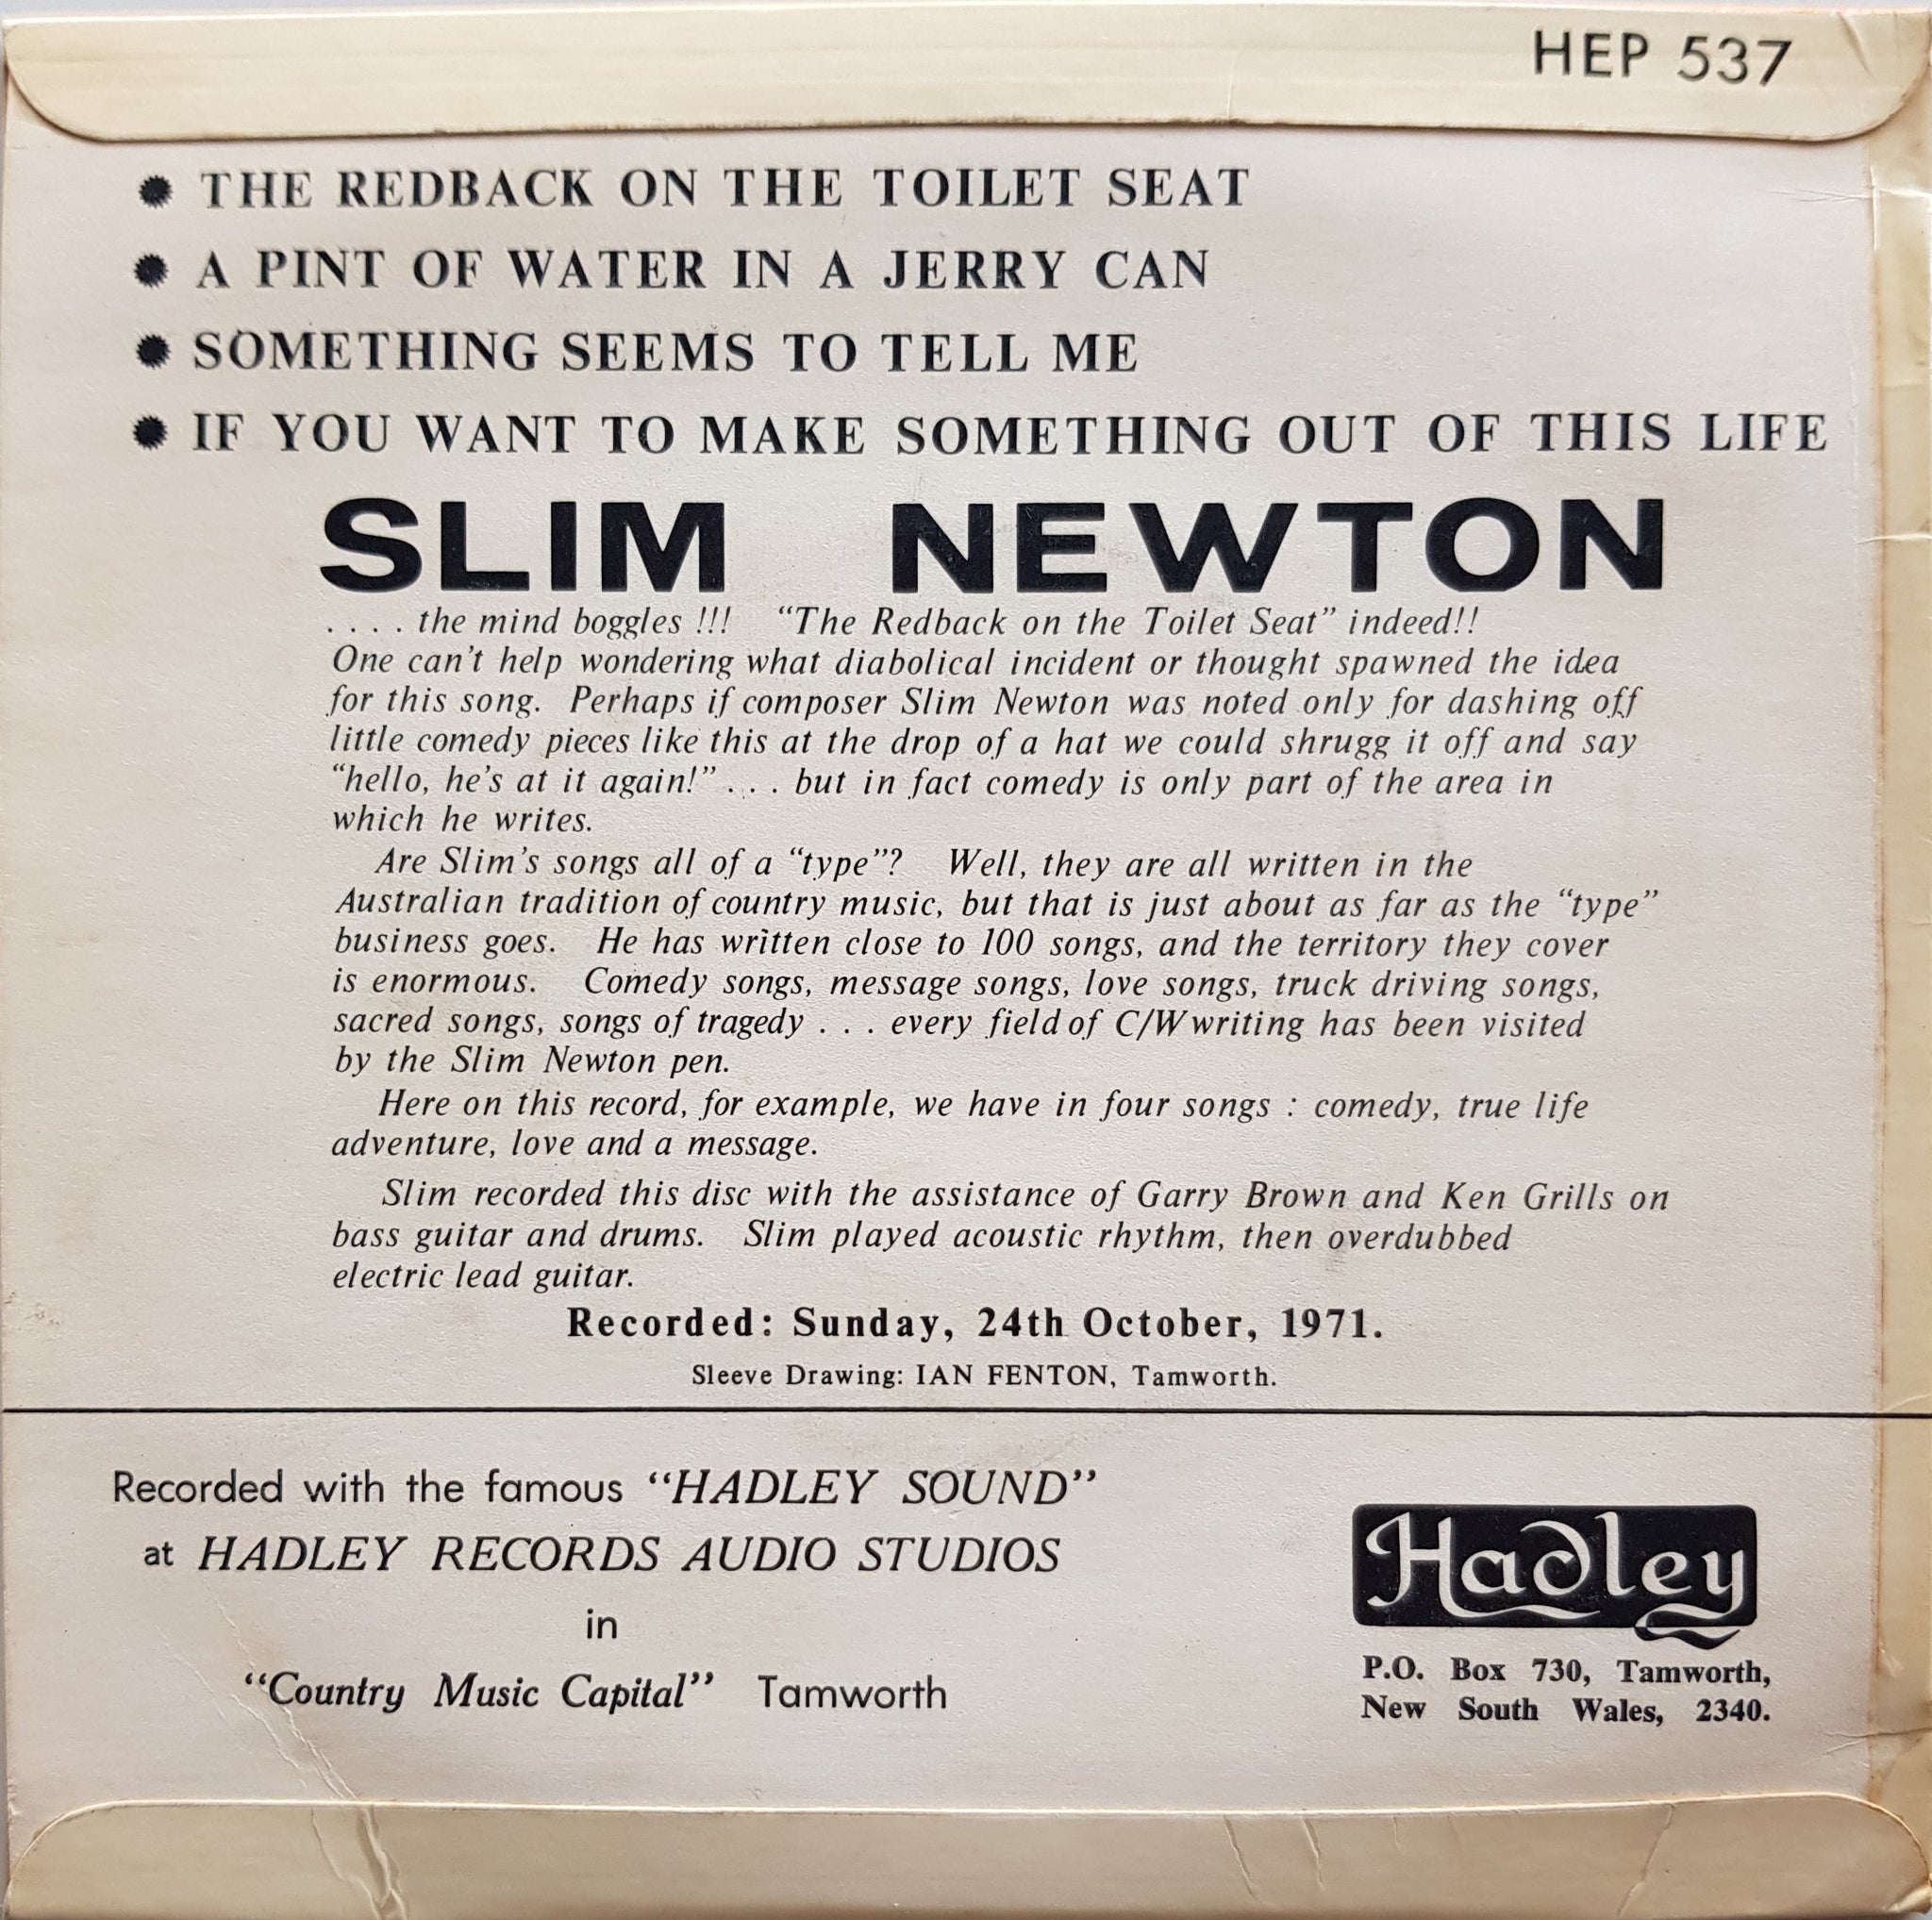 HEP 537
THE REDBACK ON THE TOILET SEAT
A PINT OF WATER IN A JERRY CAN
SOMETHING SEEMS TO TELL ME
IF YOU WANT TO MAKE SOMETHING OUT OF THIS LIFE
SLIM NEWTON
. . . . the mind boggles !!! “The Redback on the Toilet Seat” indeed!!
One can’t help wondering what diabolical incident or thought spawned the idea
for this song. Perhaps if composer Slim Newton was noted only for dashing off
little comedy pieces like this at the drop of a hat we could shrugg it off and say
“hello, he’s at it again!” . . . but in fact comedy is only part of the area in
which he writes.
Are Slim’s songs all of a “type”? Well, they are all written in the
Australian tradition of country music, but that is just about as far as the “type”
business goes. He has written close to 100 songs, and the territory they cover
is enormous. Comedy songs, message songs, love songs, truck driving songs,
sacred songs, songs of tragedy . . . every field of C/W writing has been visited
by the Slim Newton pen.
Here on this record, for example, we have in four songs : comedy, true life
adventure, love and a message.
Slim recorded this disc with the assistance of Garry Brown and Ken Grills on
bass guitar and drums. Slim played acoustic rhythm, then overdubbed
electric lead guitar.
Recorded: Sunday, 24th October, 1971.
Sleeve Drawing: IAN FENTON, Tamworth.
Recorded with the famous “HADLEY SOUND”
at HADLEY RECORDS AUDIO STUDIOS
in
“Country Music Capital” Tamworth
Hadley
P.O. Box 730, Tamworth,
New South Wales, 2340.